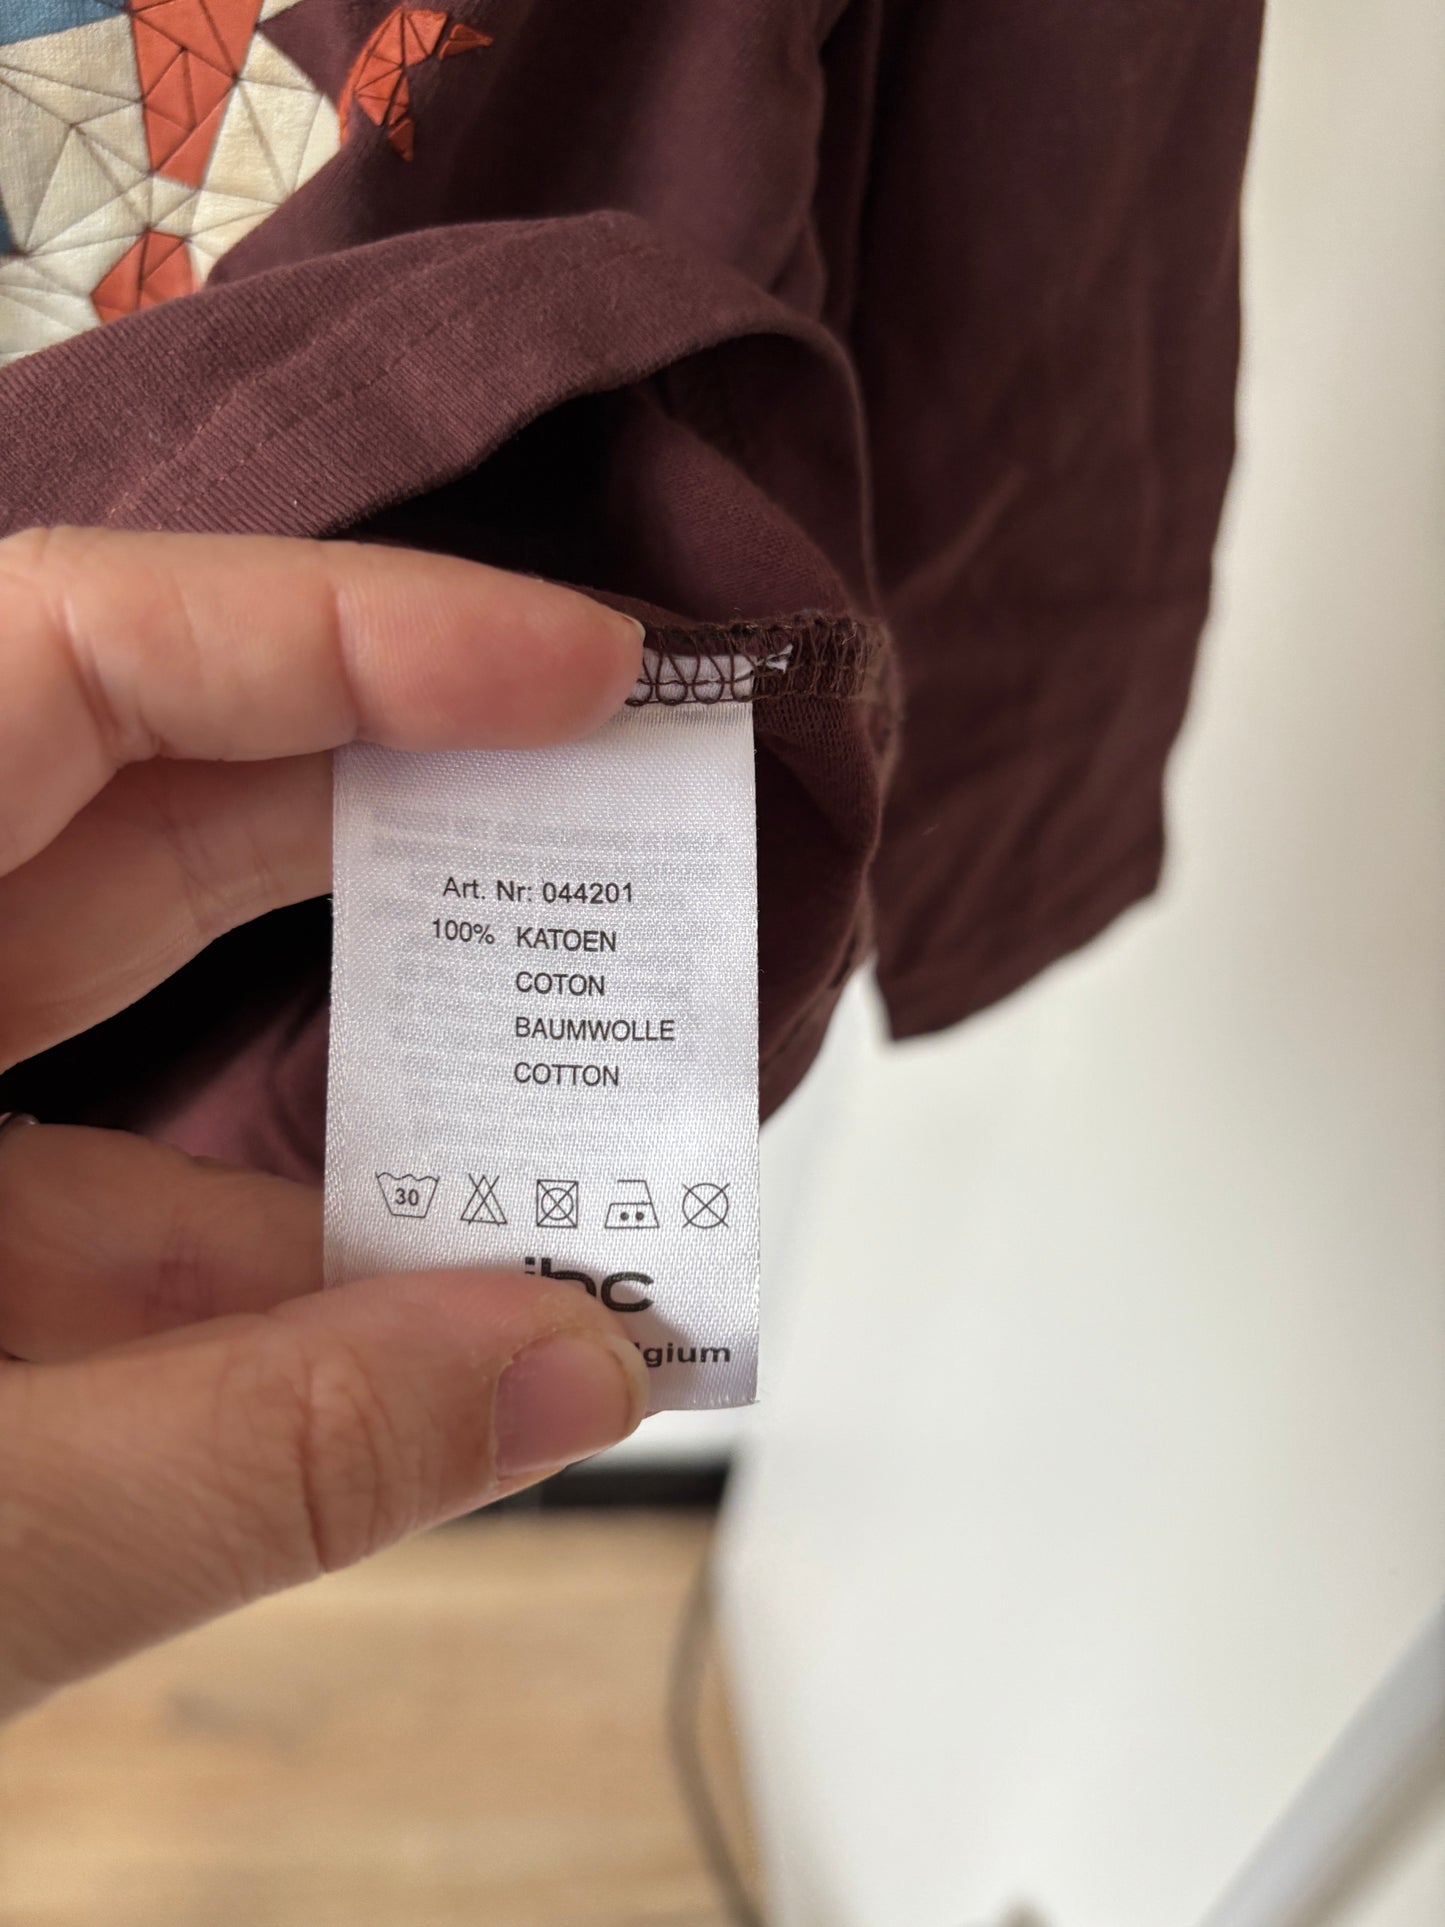 Art. Nr: 044201
100% KATOEN
COTON
BAUMWOLLE
COTTON
30